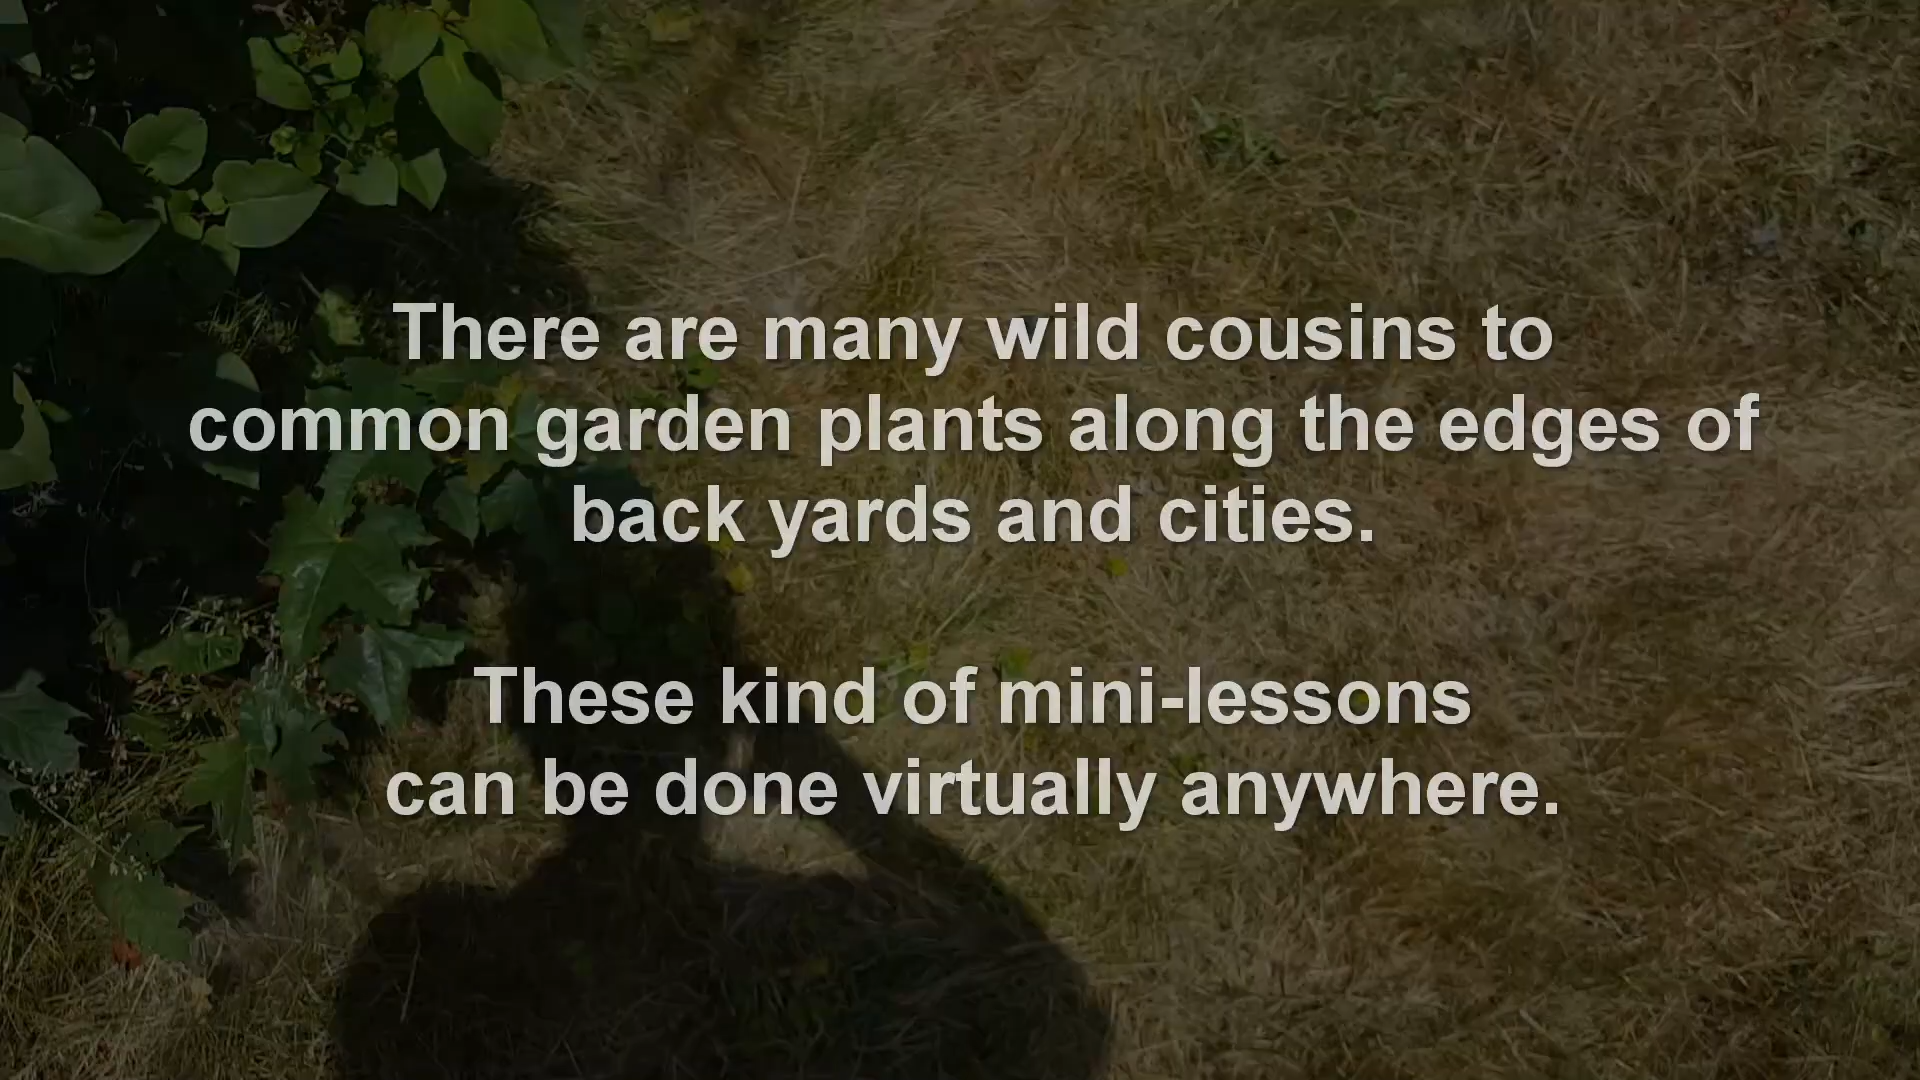 There are many wild cousins to
common garden plants along the edges of
back yards and cities.
These kind of mini-lessons
can be done virtually anywhere.